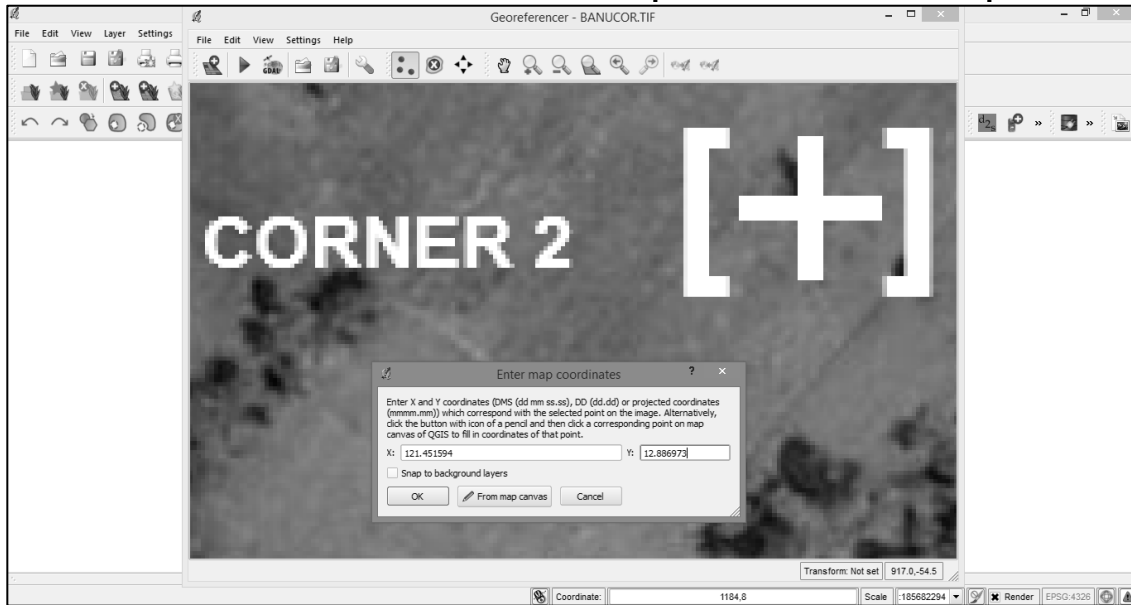 Georeferencer - BANUCOR.TIF
File Edit View Layer Settings
File Edit View Settings Help
GDAL
CORNER 2 [+]
Enter map coordinates ? ×
Enter X and Y coordinates (DMS (dd mm ss.ss), DD (dd.dd) or projected coordinates
(mmmm.mm)) which correspond with the selected point on the image. Alternatively,
click the button with icon of a pencil and then click a corresponding point on map
canvas of QGIS to fill in coordinates of that point.
X: 121.451594 Y: 12.886973
Snap to background layers
OK From map canvas Cancel
Transform: Not set 917.0,-54.5
Coordinate: 1184,8 Scale :185682294 Render EPSG:4326